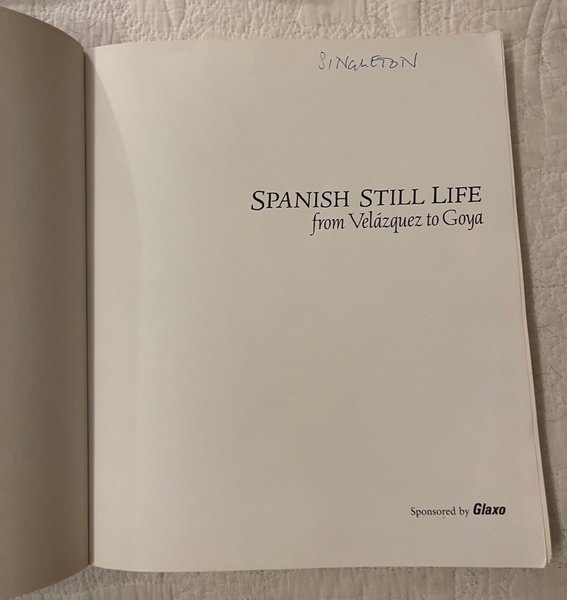 SINGLETON
SPANISH STILL LIFE
from Velázquez to Goya
Sponsored by Glaxo